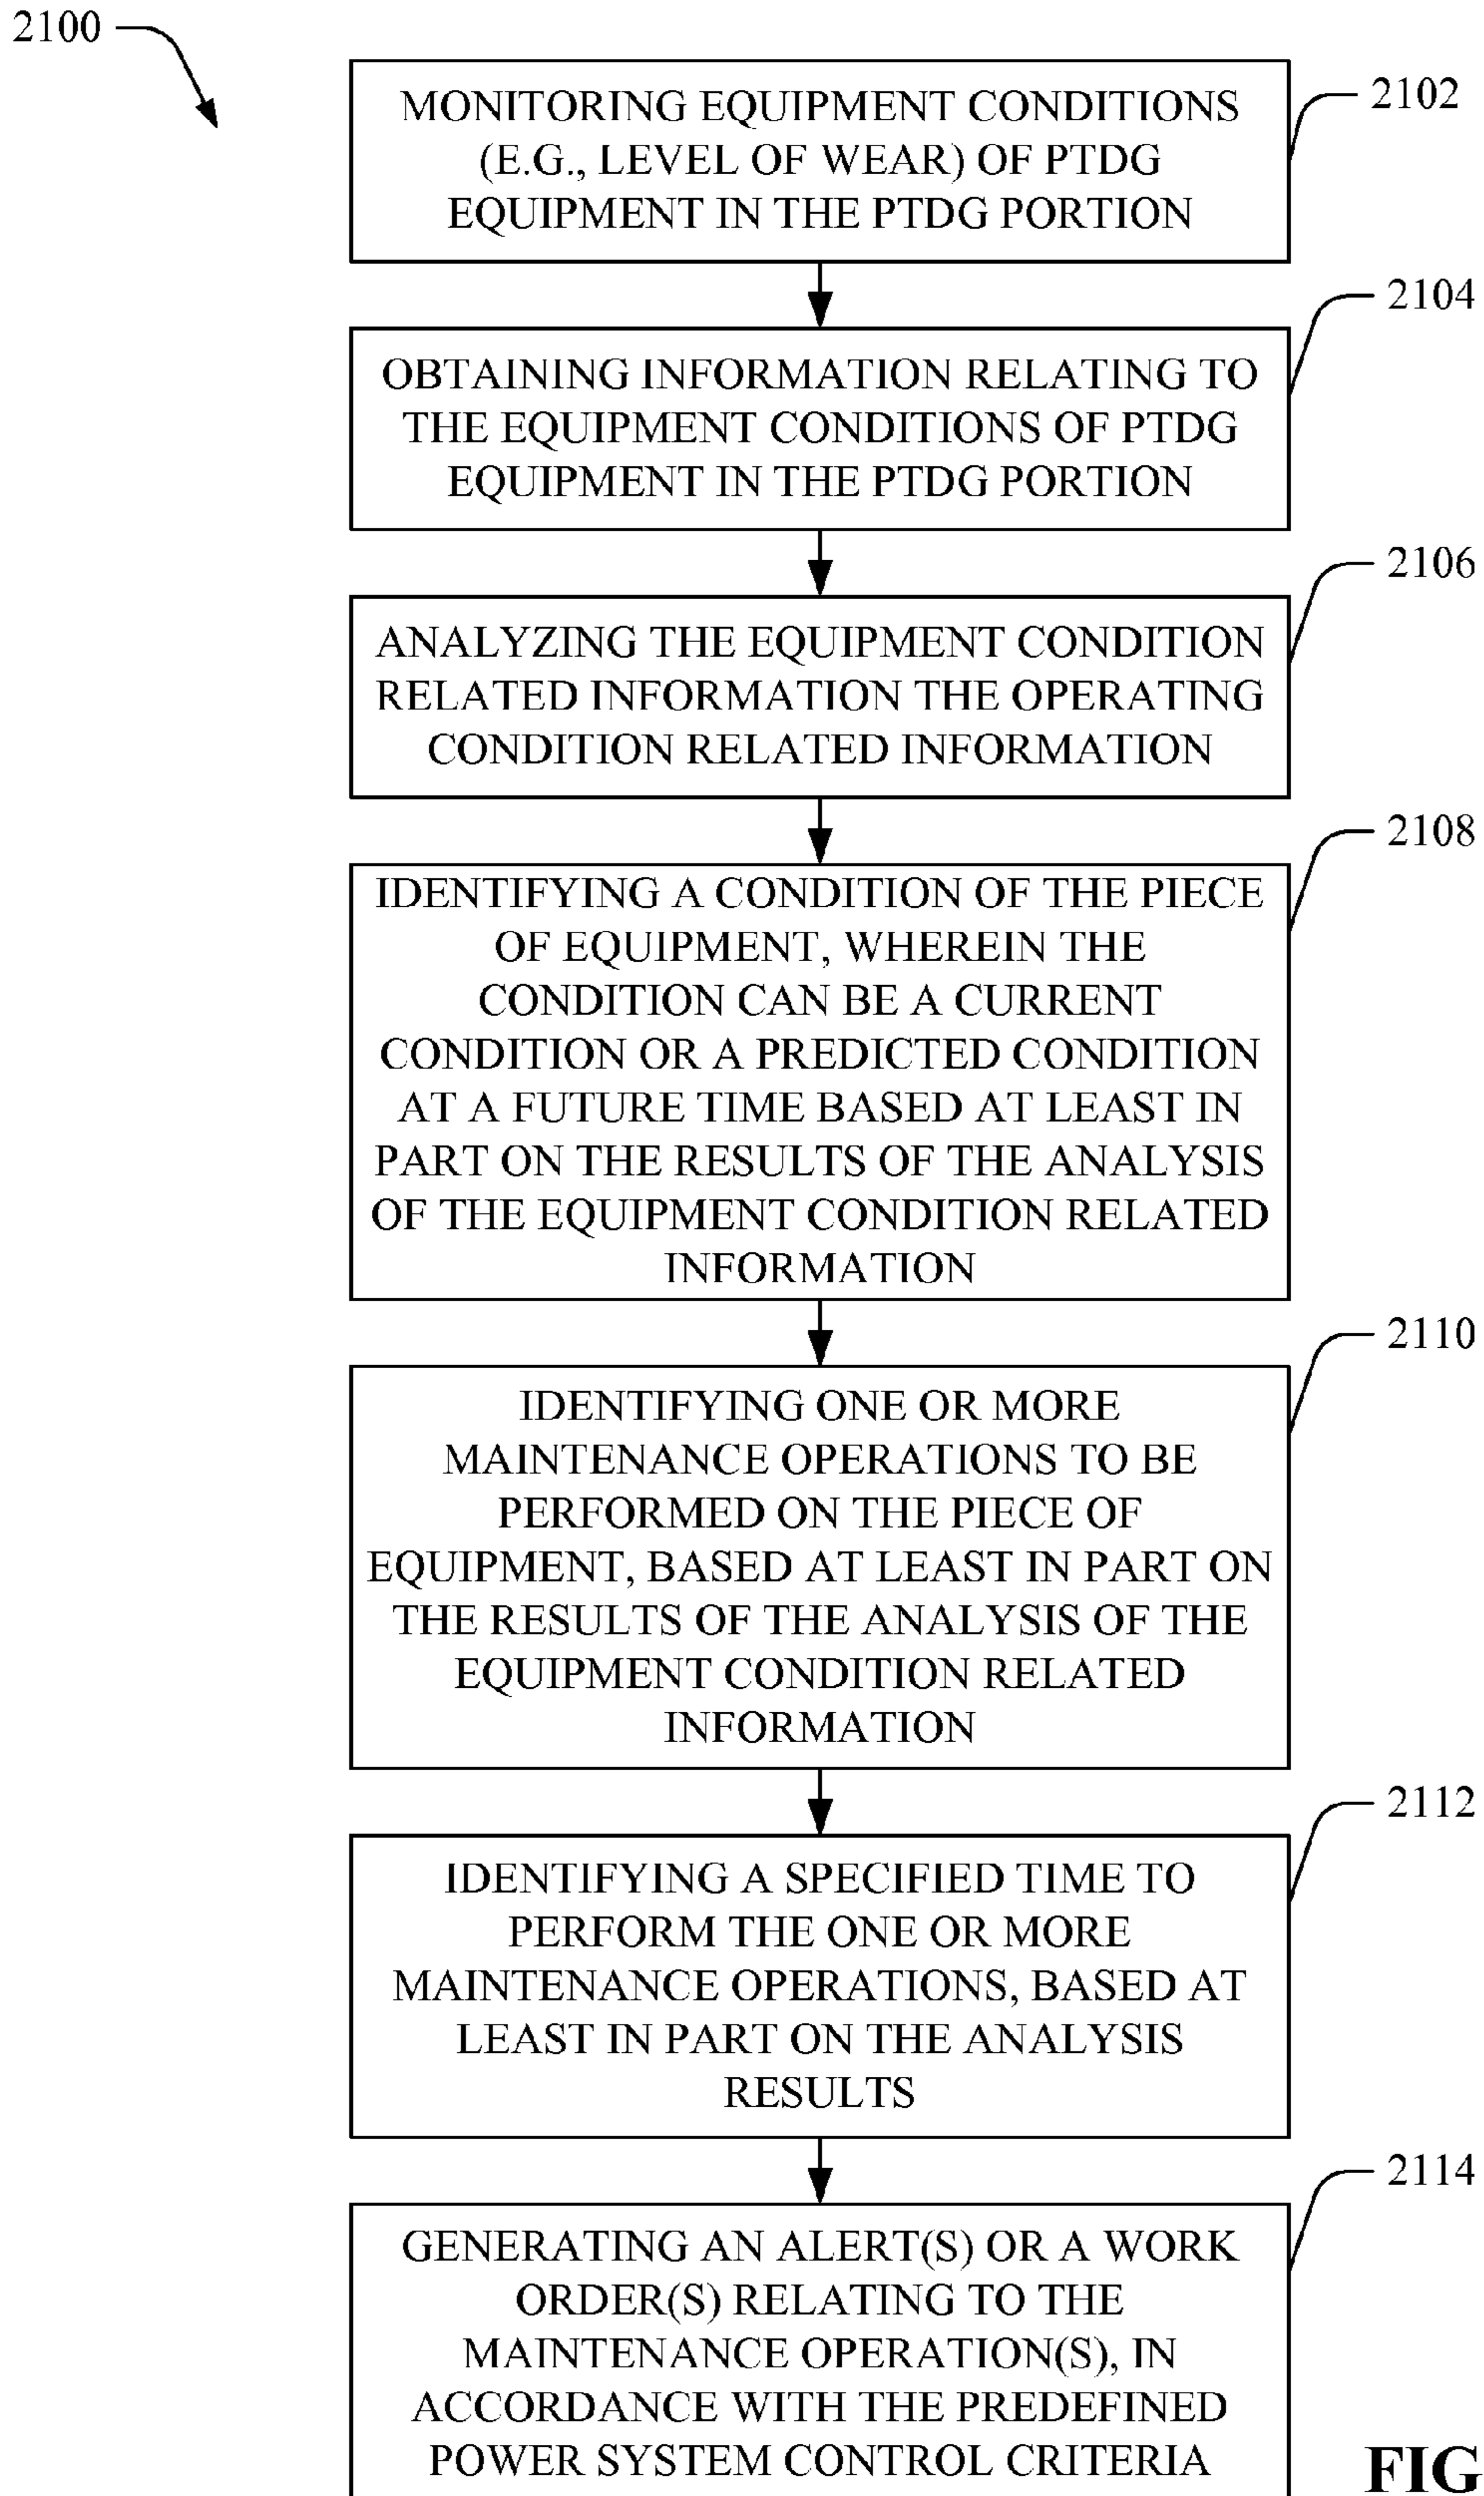 2100
MONITORING EQUIPMENT CONDITIONS
(E.G., LEVEL OF WEAR) OF PTDG
EQUIPMENT IN THE PTDG PORTION
2102
OBTAINING INFORMATION RELATING TO
THE EQUIPMENT CONDITIONS OF PTDG
EQUIPMENT IN THE PTDG PORTION
2104
ANALYZING THE EQUIPMENT CONDITION
RELATED INFORMATION THE OPERATING
CONDITION RELATED INFORMATION
2106
IDENTIFYING A CONDITION OF THE PIECE
OF EQUIPMENT, WHEREIN THE
CONDITION CAN BE A CURRENT
CONDITION OR A PREDICTED CONDITION
AT A FUTURE TIME BASED AT LEAST IN
PART ON THE RESULTS OF THE ANALYSIS
OF THE EQUIPMENT CONDITION RELATED
INFORMATION
2108
IDENTIFYING ONE OR MORE
MAINTENANCE OPERATIONS TO BE
PERFORMED ON THE PIECE OF
EQUIPMENT, BASED AT LEAST IN PART ON
THE RESULTS OF THE ANALYSIS OF THE
EQUIPMENT CONDITION RELATED
INFORMATION
2110
IDENTIFYING A SPECIFIED TIME TO
PERFORM THE ONE OR MORE
MAINTENANCE OPERATIONS, BASED AT
LEAST IN PART ON THE ANALYSIS
RESULTS
2112
GENERATING AN ALERT(S) OR A WORK
ORDER(S) RELATING TO THE
MAINTENANCE OPERATION(S), IN
ACCORDANCE WITH THE PREDEFINED
POWER SYSTEM CONTROL CRITERIA
2114
FIG